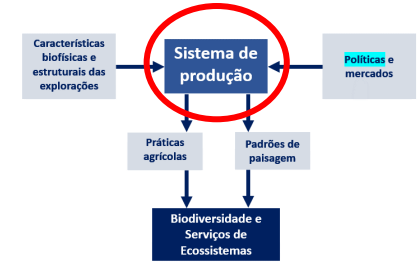 Características
biofísicas e
estruturais das
explorações
Sistema de
produção
Políticas e
mercados
Práticas
agrícolas
Padrões de
paisagem
Biodiversidade e
Serviços de
Ecossistemas